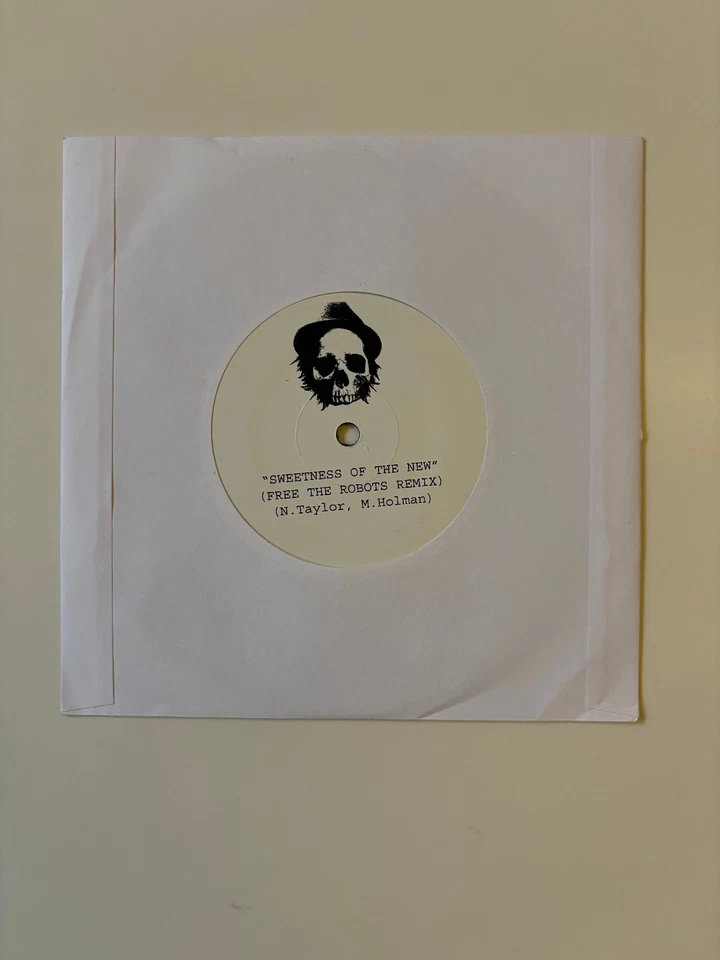 “SWEETNESS OF THE NEW”
(FREE THE ROBOTS REMIX)
(N.Taylor, M.Holman)